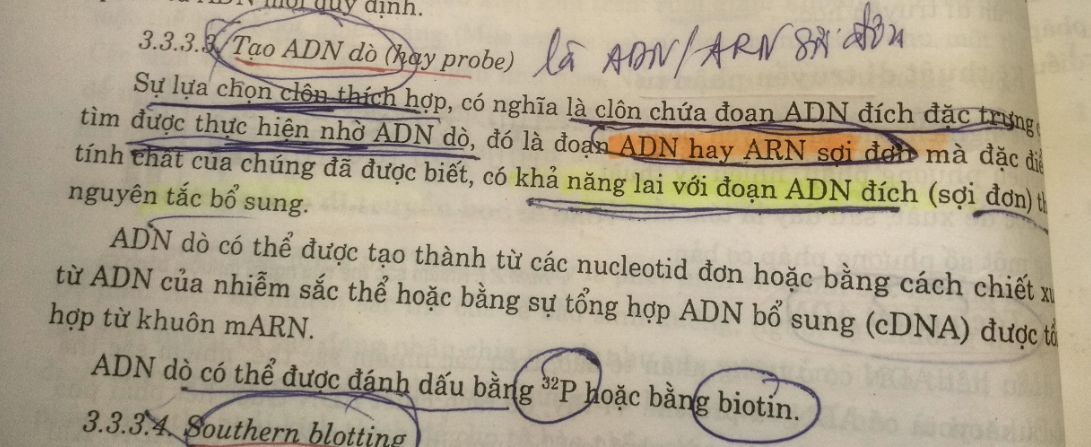 quy định.
3.3.3.3. Tạo ADN dò (hay probe) là ADN/ARN sợi đơn
Sự lựa chọn clôn thích hợp, có nghĩa là clôn chứa đoạn ADN đích đặc trưng
tìm được thực hiện nhờ ADN dò, đó là đoạn ADN hay ARN sợi đơn mà đặc
tính chất của chúng đã được biết, có khả năng lai với đoạn ADN đích (sợi đơn)
nguyên tắc bổ sung.
ADN dò có thể được tạo thành từ các nucleotid đơn hoặc bằng cách chiết
từ ADN của nhiễm sắc thể hoặc bằng sự tổng hợp ADN bổ sung (cDNA) được
hợp từ khuôn mARN.
ADN dò có thể được đánh dấu bằng ³²P hoặc bằng biotin.
3.3.3.4. Southern blotting